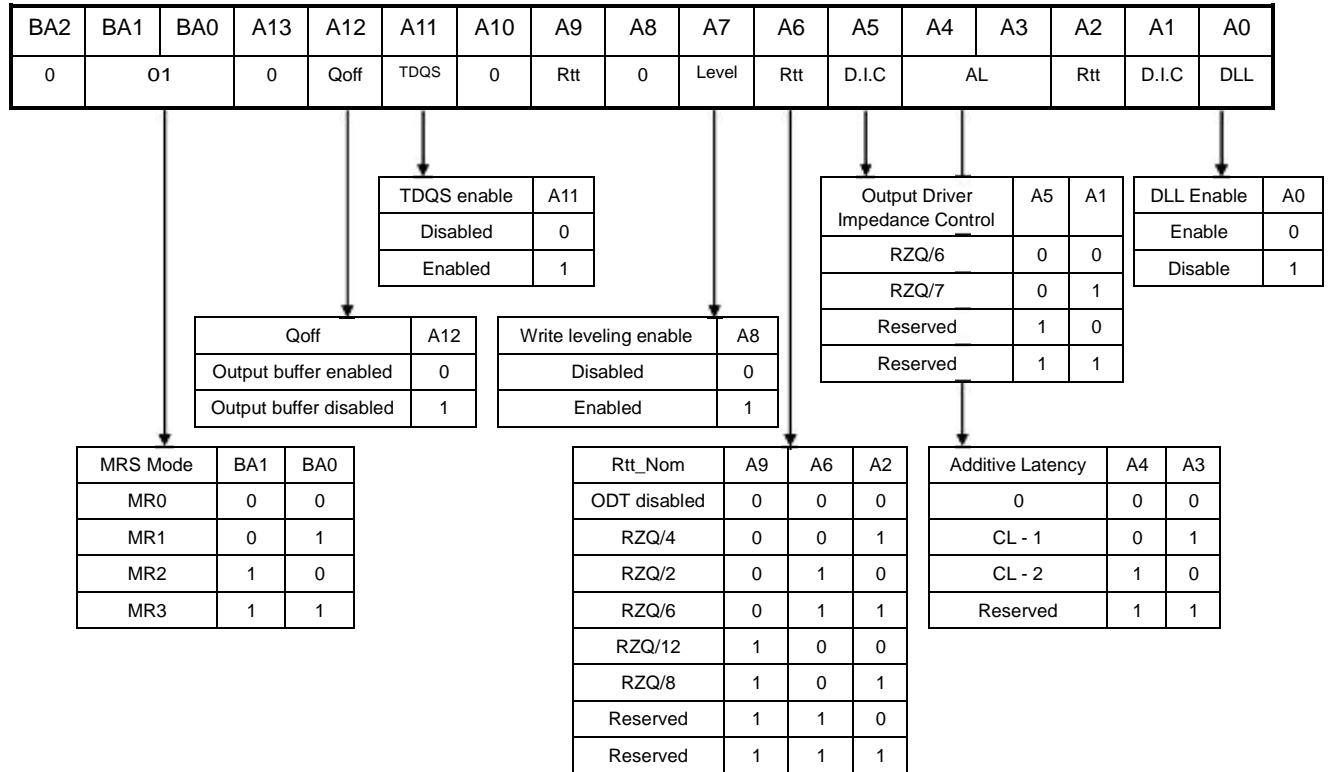 BA2 BA1 BA0 A13 A12 A11 A10 A9 A8 A7 A6 A5 A4 A3 A2 A1 A0
0 01 0 Qoff TDQS 0 Rtt 0 Level Rtt D.I.C AL Rtt D.I.C DLL
TDQS enable A11
Disabled 0
Enabled 1
Output Driver
Impedance Control A5 A1
RZQ/6 0 0
RZQ/7 0 1
Reserved 1 0
Reserved 1 1
DLL Enable A0
Enable 0
Disable 1
Qoff A12
Output buffer enabled 0
Output buffer disabled 1
Write leveling enable A8
Disabled 0
Enabled 1
MRS Mode BA1 BA0
MR0 0 0
MR1 0 1
MR2 1 0
MR3 1 1
Rtt_Nom A9 A6 A2
ODT disabled 0 0 0
RZQ/4 0 0 1
RZQ/2 0 1 0
RZQ/6 0 1 1
RZQ/12 1 0 0
RZQ/8 1 0 1
Reserved 1 1 0
Reserved 1 1 1
Additive Latency A4 A3
0 0 0
CL - 1 0 1
CL - 2 1 0
Reserved 1 1